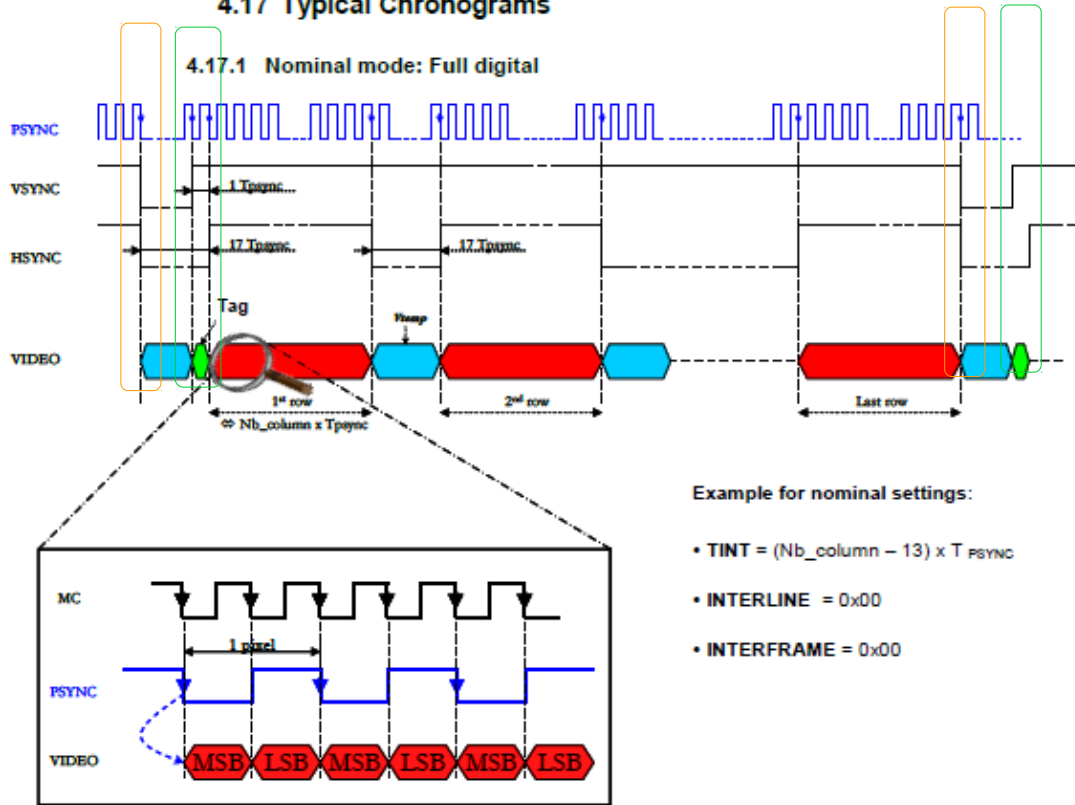 4.17 Typical Chronograms
4.17.1 Nominal mode: Full digital
PSYNC
VSYNC
1 Tpsync
HSYNC
17 Tpsync
17 Tpsync
Tag
Vtemp
VIDEO
1st row
2nd row
Last row
⇔ Nb_column x Tpsync
Example for nominal settings:
• TINT = (Nb_column – 13) x T PSYNC
• INTERLINE = 0x00
• INTERFRAME = 0x00
MC
1 pixel
PSYNC
VIDEO
MSB LSB MSB LSB MSB LSB